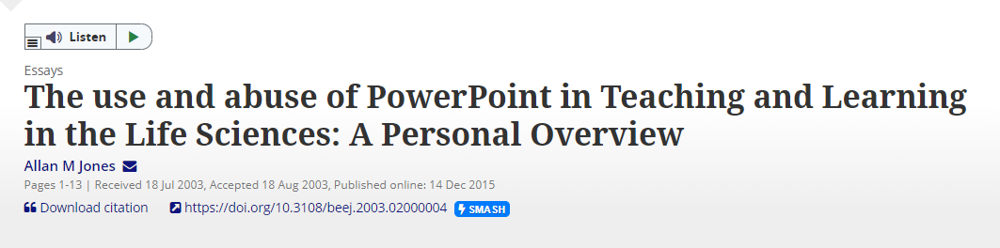 Listen
Essays
The use and abuse of PowerPoint in Teaching and Learning
in the Life Sciences: A Personal Overview
Allan M Jones
Pages 1-13 | Received 18 Jul 2003, Accepted 18 Aug 2003, Published online: 14 Dec 2015
Download citation https://doi.org/10.3108/beej.2003.02000004 SMASH